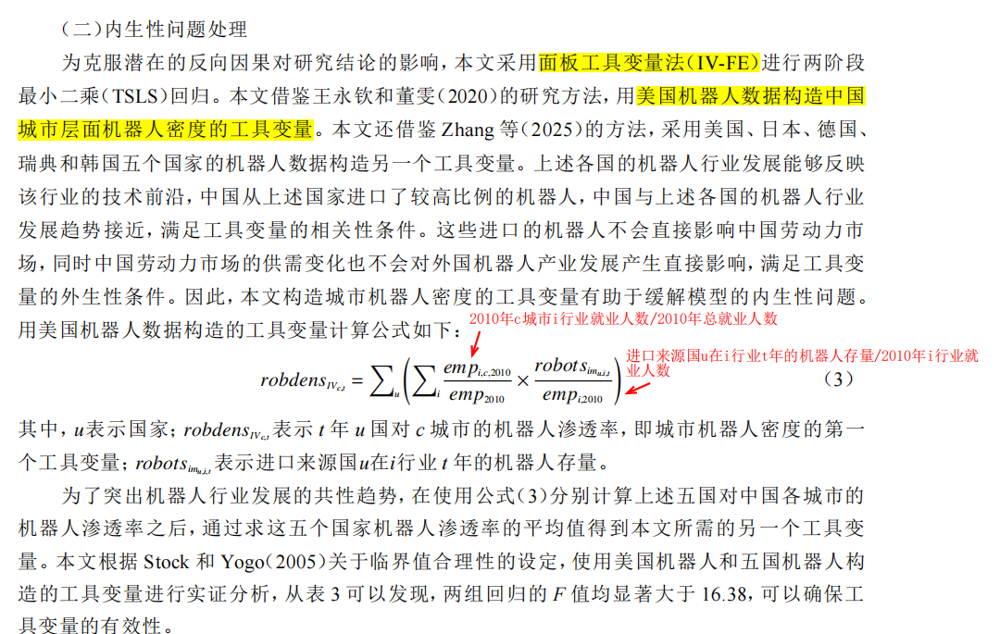 （二）内生性问题处理
为克服潜在的反向因果对研究结论的影响，本文采用面板工具变量法（IV-FE）进行两阶段
最小二乘（TSLS）回归。本文借鉴王永钦和董雯（2020）的研究方法，用美国机器人数据构造中国
城市层面机器人密度的工具变量。本文还借鉴 Zhang 等（2025）的方法，采用美国、日本、德国、
瑞典和韩国五个国家的机器人数据构造另一个工具变量。上述各国的机器人行业发展能够反映
该行业的技术前沿，中国从上述国家进口了较高比例的机器人，中国与上述各国的机器人行业
发展趋势接近，满足工具变量的相关性条件。这些进口的机器人不会直接影响中国劳动力市
场，同时中国劳动力市场的供需变化也不会对外国机器人产业发展产生直接影响，满足工具变
量的外生性条件。因此，本文构造城市机器人密度的工具变量有助于缓解模型的内生性问题。
用美国机器人数据构造的工具变量计算公式如下：
2010年c城市i行业就业人数/2010年总就业人数
进口来源国u在i行业t年的机器人存量/2010年i行业就
业人数
robdens_{IV_{c,t}} = ∑_u (∑_i emp_{i,c,2010}/emp_{2010} × robots_{im_{u,i,t}}/emp_{i,2010}) （3）
其中，u表示国家；robdens_{IV_{c,t}} 表示 t 年 u 国对 c 城市的机器人渗透率，即城市机器人密度的第一
个工具变量；robots_{im_{u,i,t}} 表示进口来源国u在i行业 t 年的机器人存量。
为了突出机器人行业发展的共性趋势，在使用公式（3）分别计算上述五国对中国各城市的
机器人渗透率之后，通过求这五个国家机器人渗透率的平均值得到本文所需的另一个工具变
量。本文根据 Stock 和 Yogo（2005）关于临界值合理性的设定，使用美国机器人和五国机器人构
造的工具变量进行实证分析，从表 3 可以发现，两组回归的 F 值均显著大于 16.38，可以确保工
具变量的有效性。